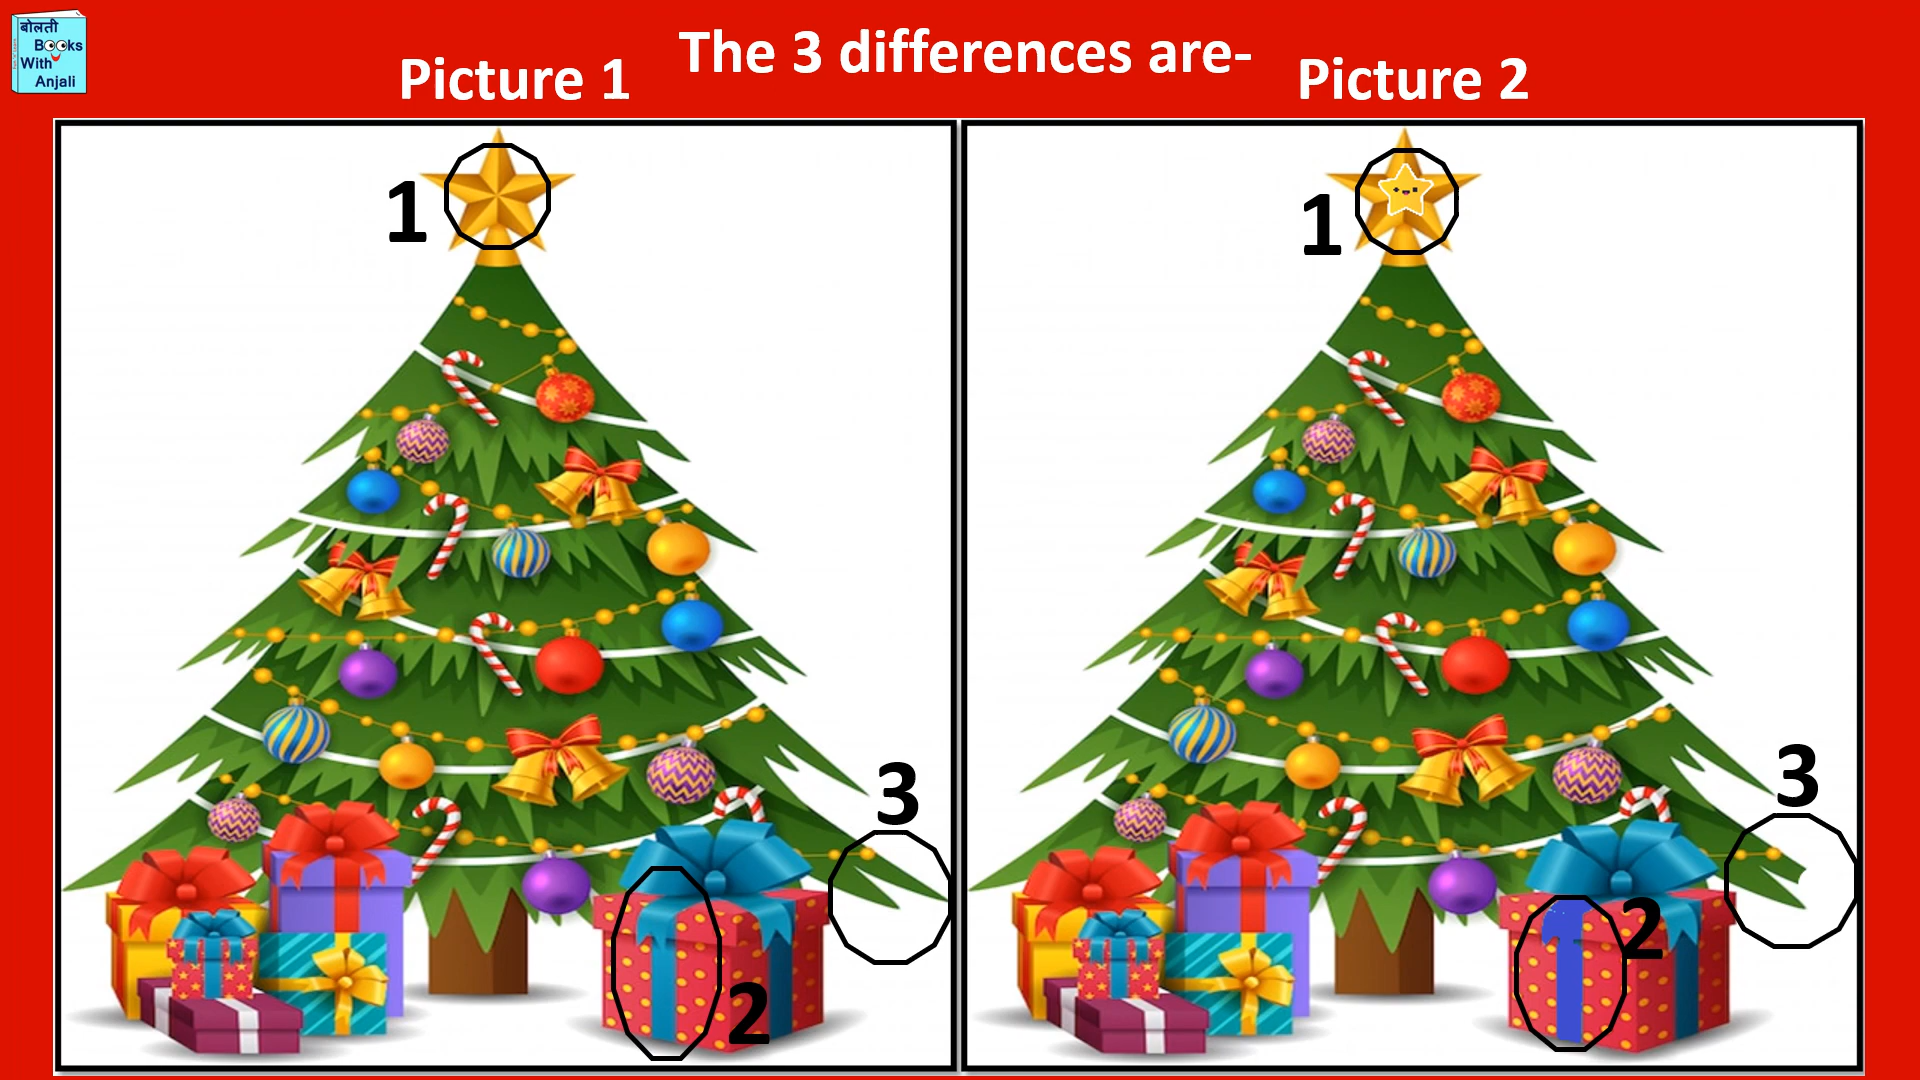 बोलती
Books
With
Anjali
The 3 differences are-
Picture 1
Picture 2
1
1
3
3
2
2